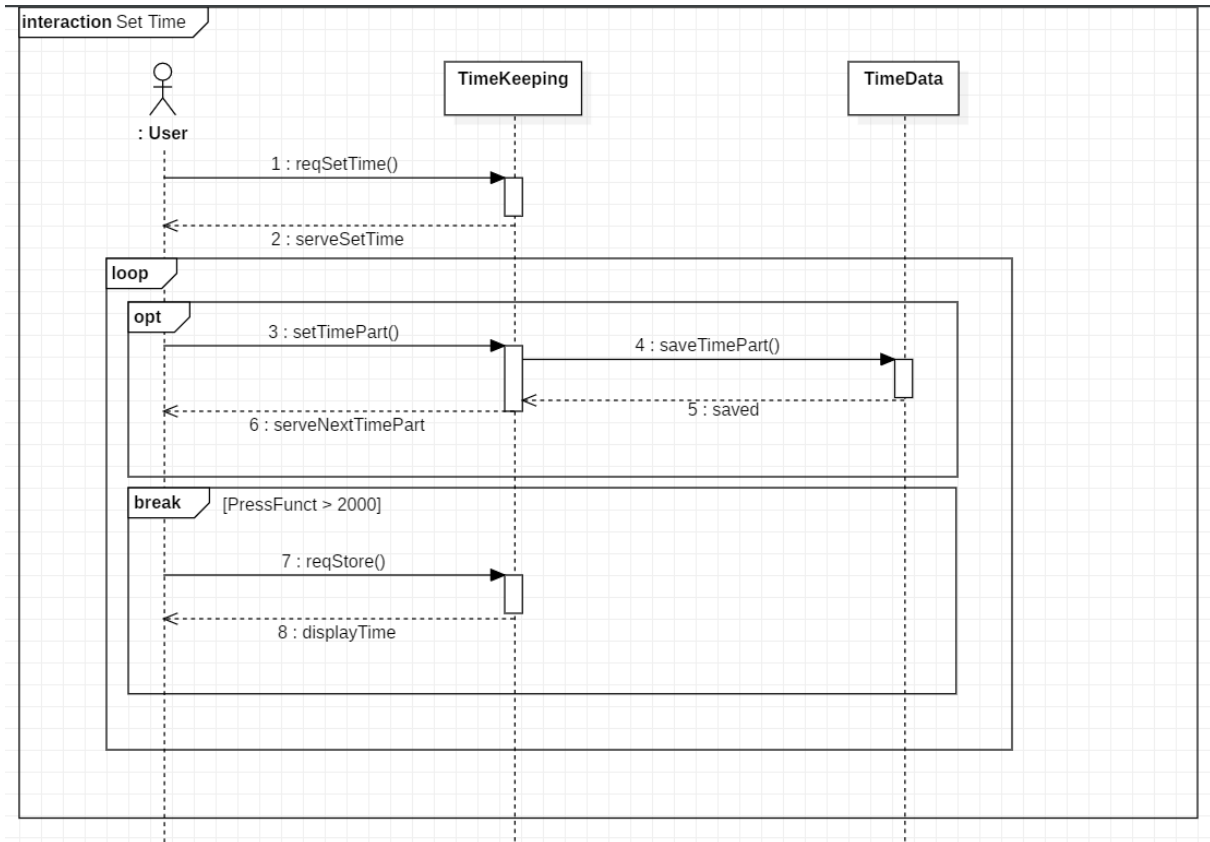 interaction Set Time
TimeKeeping
TimeData
: User
1 : reqSetTime()
2 : serveSetTime
loop
opt
3 : setTimePart()
4 : saveTimePart()
5 : saved
6 : serveNextTimePart
break
[PressFunct > 2000]
7 : reqStore()
8 : displayTime